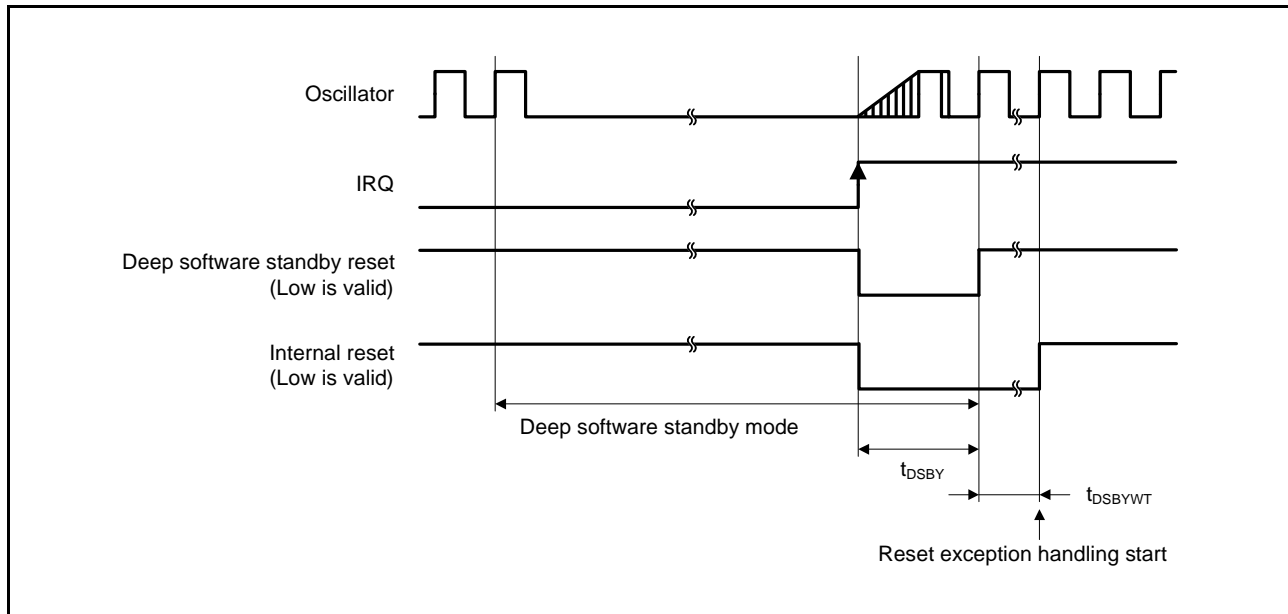 Oscillator
IRQ
Deep software standby reset
(Low is valid)
Internal reset
(Low is valid)
Deep software standby mode
tDSBY
tDSBYWT
Reset exception handling start